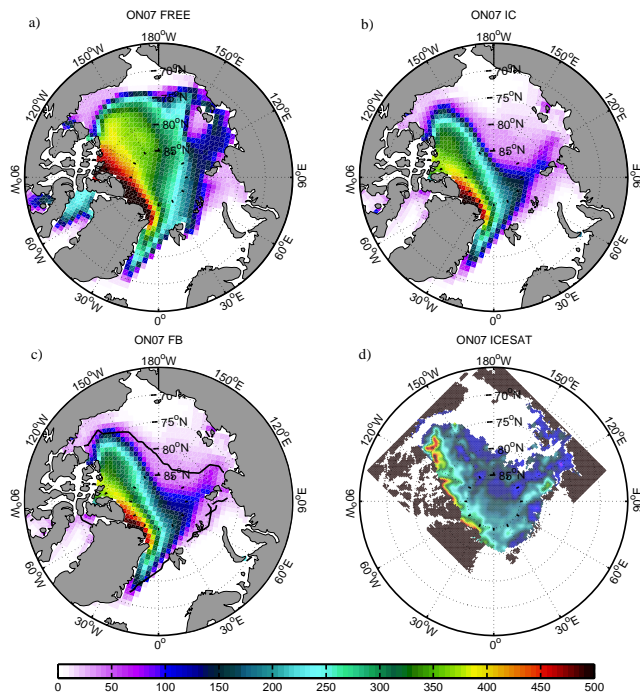 ON07 FREE
a)
180°W
150°W
150°E
120°W
120°E
90°W
90°E
60°W
60°E
30°W
30°E
0°
70°N
75°N
80°N
85°N
ON07 IC
b)
180°W
150°W
150°E
120°W
120°E
90°W
90°E
60°W
60°E
30°W
30°E
0°
70°N
75°N
80°N
85°N
ON07 FB
c)
180°W
150°W
150°E
120°W
120°E
90°W
90°E
60°W
60°E
30°W
30°E
0°
70°N
75°N
80°N
85°N
ON07 ICESAT
d)
180°W
150°W
150°E
120°W
120°E
90°W
90°E
60°W
60°E
30°W
30°E
0°
70°N
75°N
80°N
85°N
0 50 100 150 200 250 300 350 400 450 500